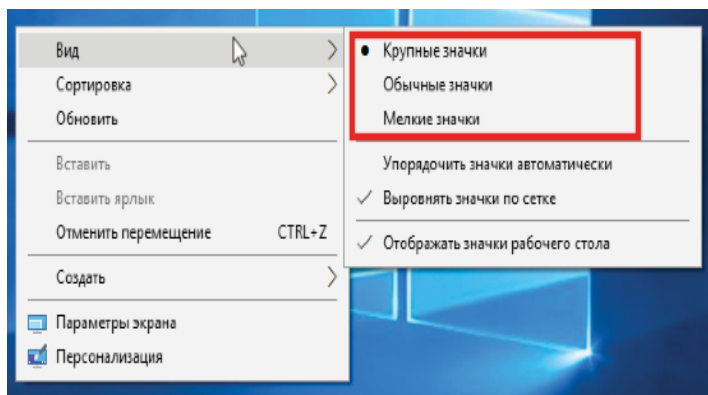 Вид
Сортировка
Обновить
Вставить
Вставить ярлык
Отменить перемещение CTRL+Z
Создать
Параметры экрана
Персонализация
Крупные значки
Обычные значки
Мелкие значки
Упорядочить значки автоматически
Выровнять значки по сетке
Отображать значки рабочего стола